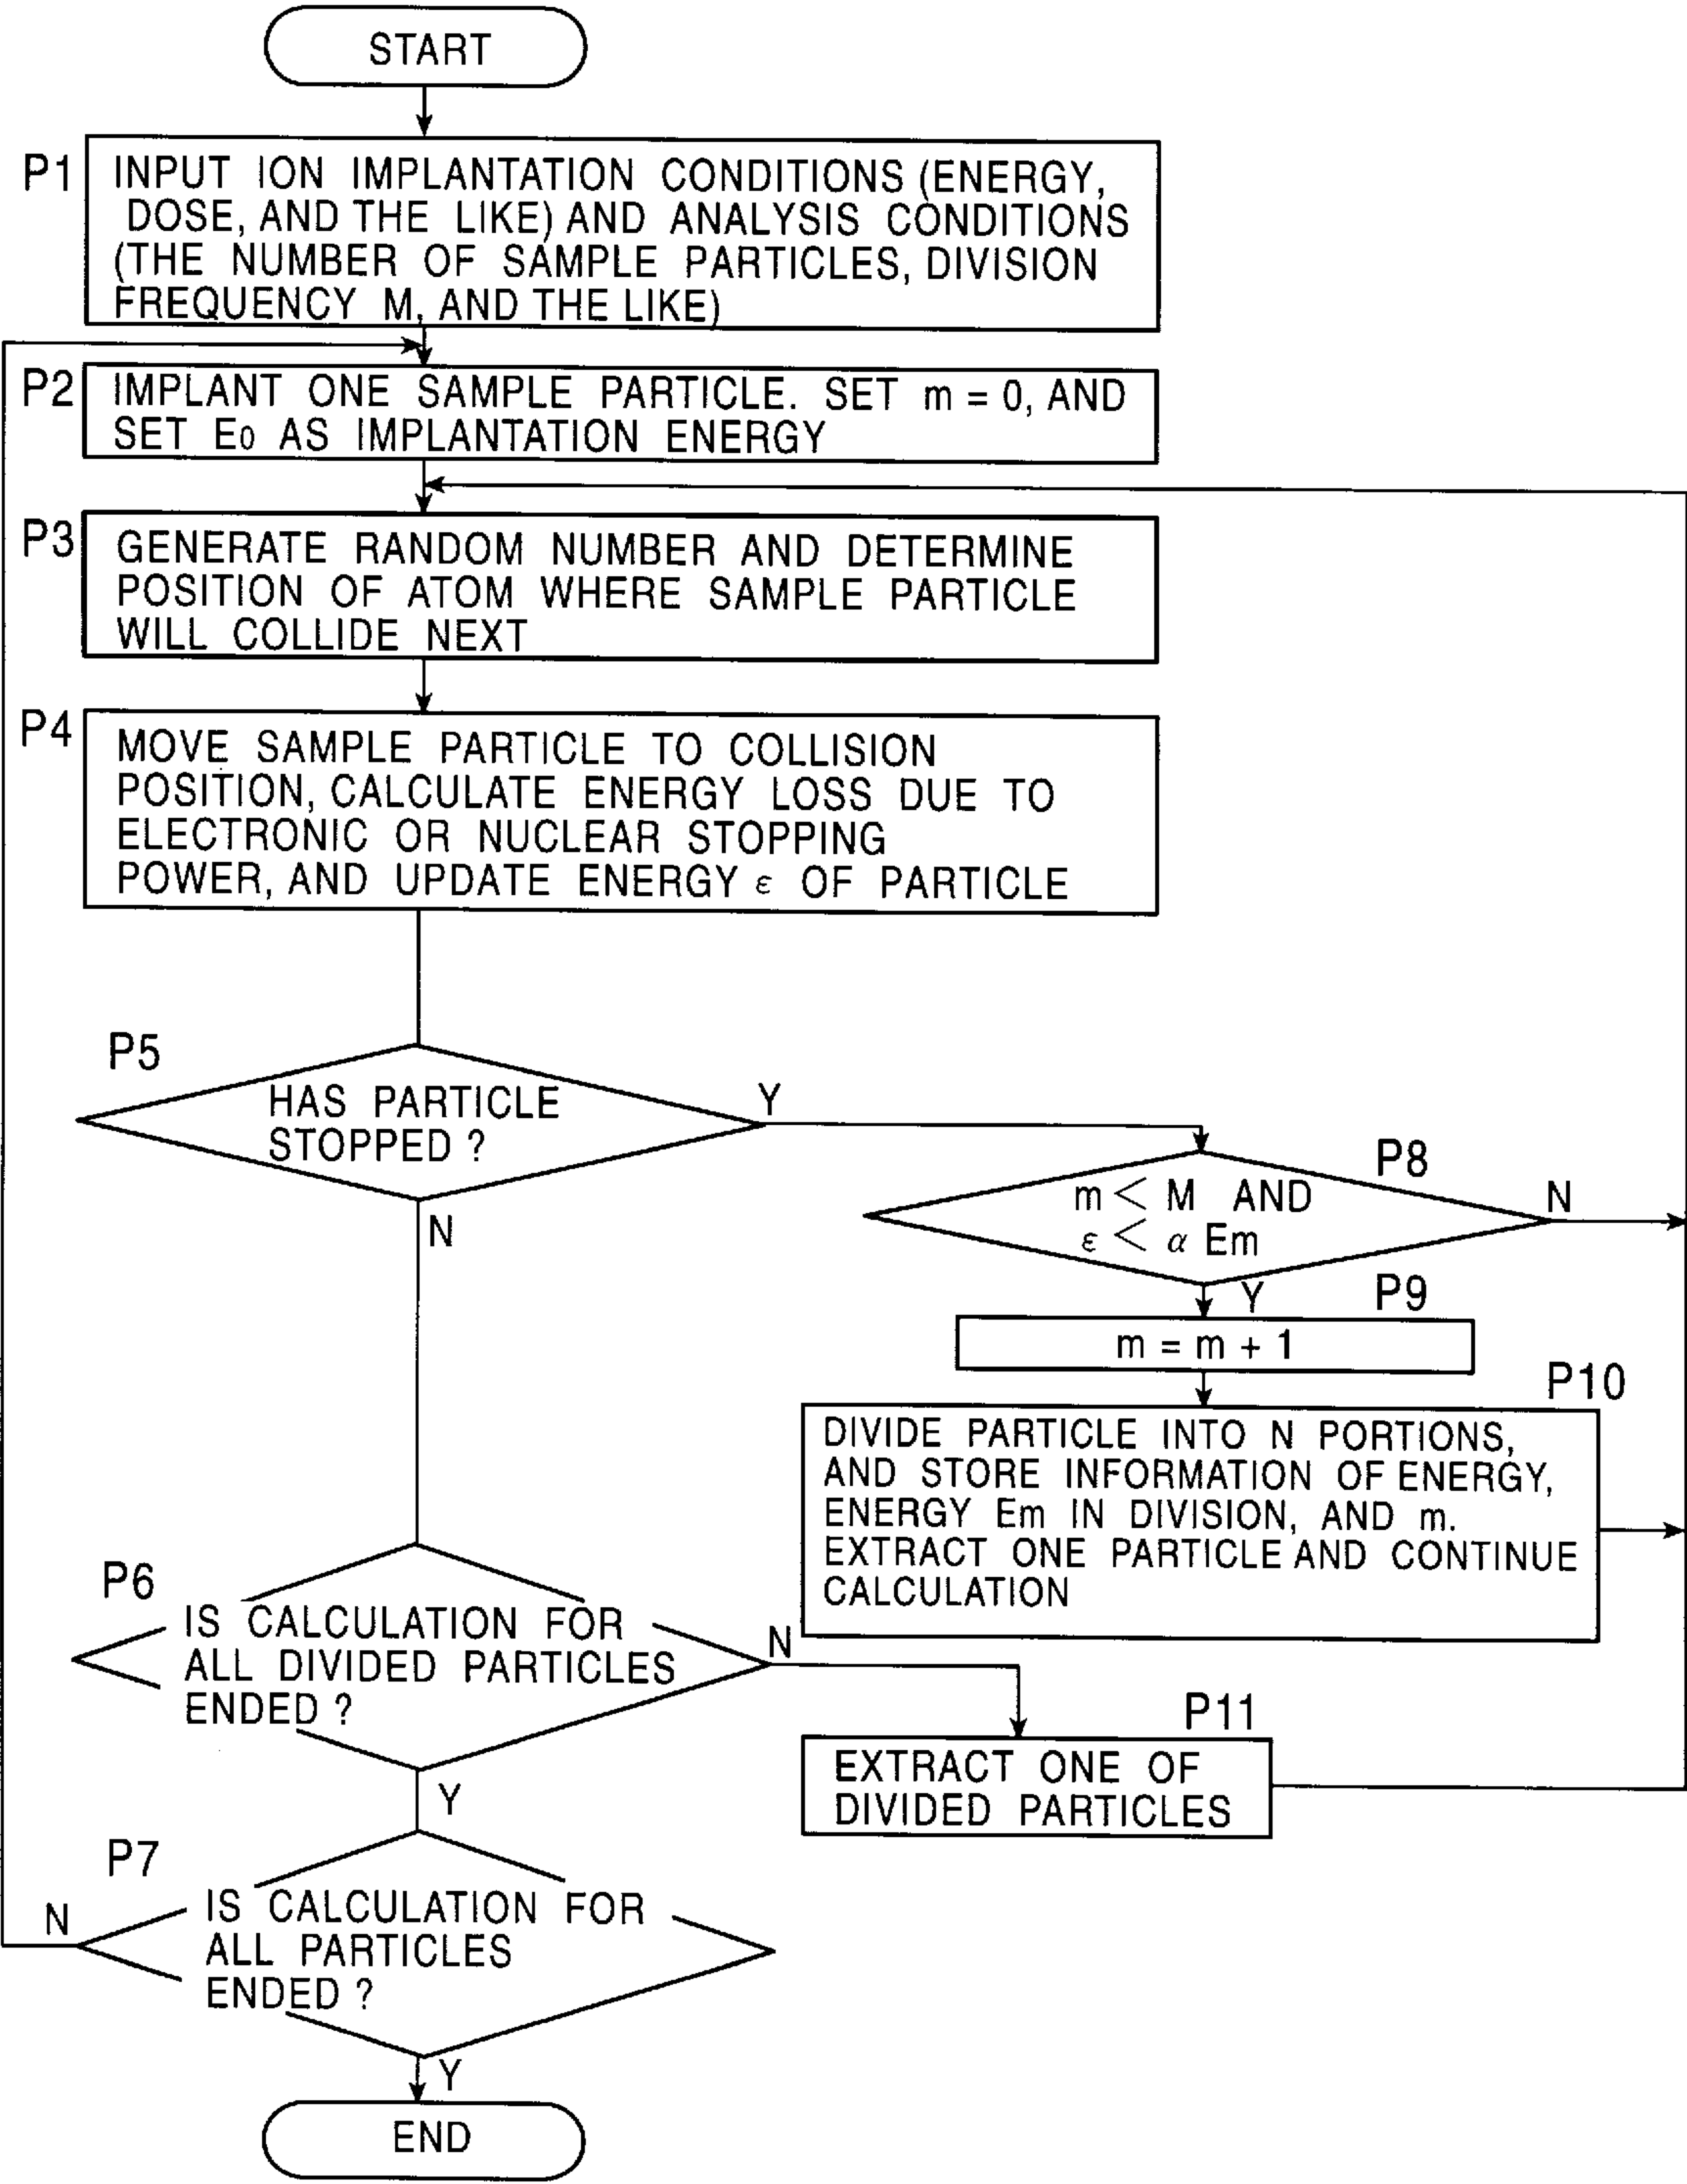 START
P1
INPUT ION IMPLANTATION CONDITIONS (ENERGY,
DOSE, AND THE LIKE) AND ANALYSIS CONDITIONS
(THE NUMBER OF SAMPLE PARTICLES, DIVISION
FREQUENCY M, AND THE LIKE)
P2
IMPLANT ONE SAMPLE PARTICLE. SET m = 0, AND
SET E0 AS IMPLANTATION ENERGY
P3
GENERATE RANDOM NUMBER AND DETERMINE
POSITION OF ATOM WHERE SAMPLE PARTICLE
WILL COLLIDE NEXT
P4
MOVE SAMPLE PARTICLE TO COLLISION
POSITION, CALCULATE ENERGY LOSS DUE TO
ELECTRONIC OR NUCLEAR STOPPING
POWER, AND UPDATE ENERGY ε OF PARTICLE
P5
HAS PARTICLE
STOPPED ?
Y
N
P8
m < M AND
ε < α Em
N
Y
P9
m = m + 1
P10
DIVIDE PARTICLE INTO N PORTIONS,
AND STORE INFORMATION OF ENERGY,
ENERGY Em IN DIVISION, AND m.
EXTRACT ONE PARTICLE AND CONTINUE
CALCULATION
P6
IS CALCULATION FOR
ALL DIVIDED PARTICLES
ENDED ?
N
Y
P11
EXTRACT ONE OF
DIVIDED PARTICLES
P7
IS CALCULATION FOR
ALL PARTICLES
ENDED ?
N
Y
END